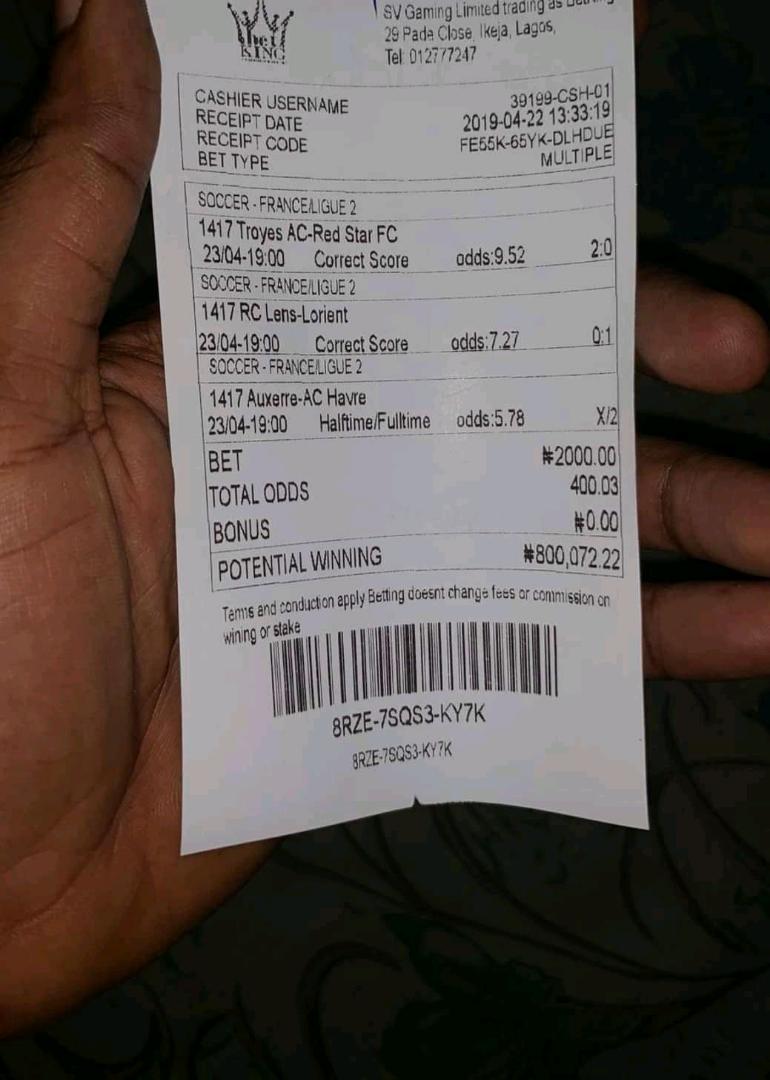 bet
KING
SV Gaming Limited trading as
29 Pada Close, Ikeja, Lagos,
Tel: 012777247
CASHIER USERNAME 39199-CSH-01
RECEIPT DATE 2019-04-22 13:33:19
RECEIPT CODE FE55K-65YK-DLHDUE
BET TYPE MULTIPLE
SOCCER - FRANCE/LIGUE 2
1417 Troyes AC-Red Star FC
23/04-19:00 Correct Score odds:9.52 2:0
SOCCER - FRANCE/LIGUE 2
1417 RC Lens-Lorient
23/04-19:00 Correct Score odds:7.27 0:1
SOCCER - FRANCE/LIGUE 2
1417 Auxerre-AC Havre
23/04-19:00 Halftime/Fulltime odds:5.78 X/2
BET ₦2000.00
TOTAL ODDS 400.03
BONUS ₦0.00
POTENTIAL WINNING ₦800,072.22
Terms and conduction apply Betting doesnt change fees or commission on
wining or stake
8RZE-7SQS3-KY7K
8RZE-7SQS3-KY7K